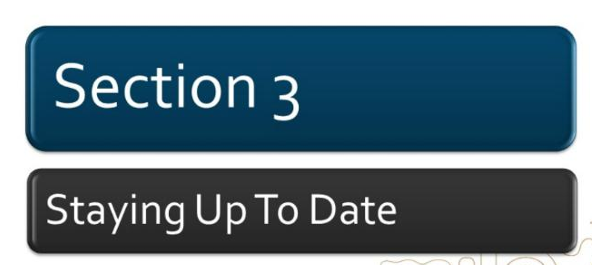 Section 3
Staying Up To Date